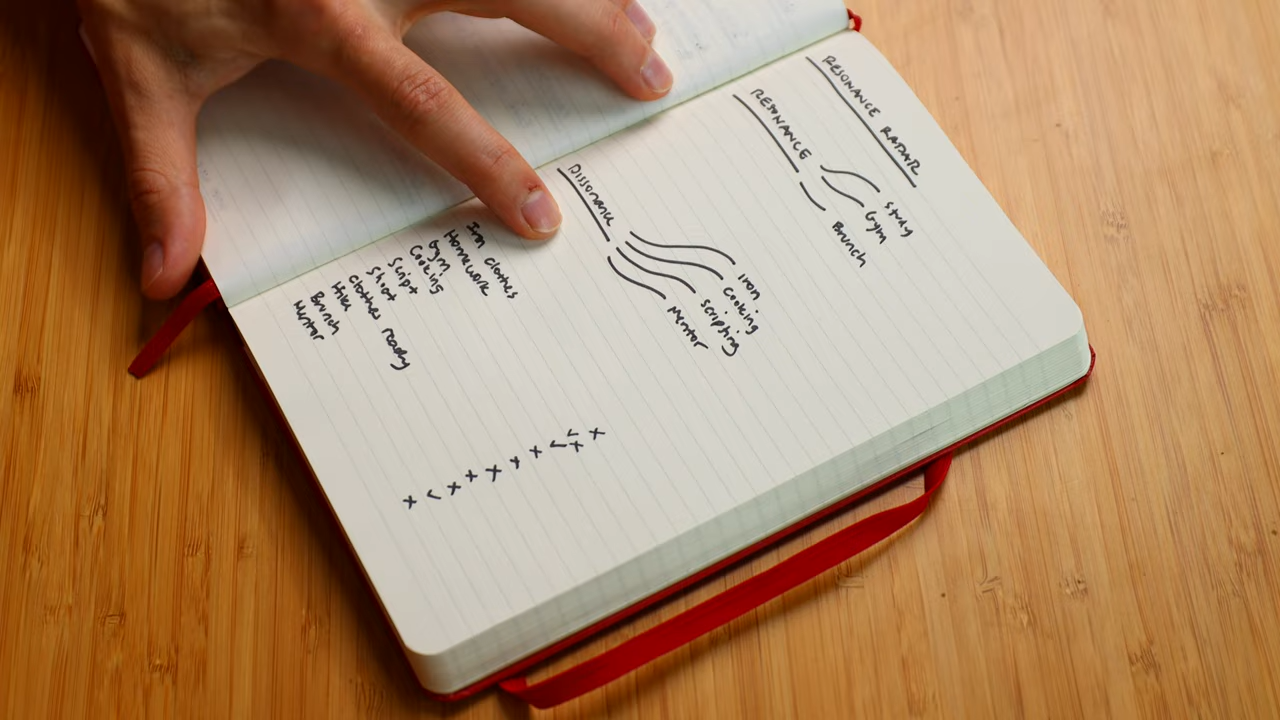 RESONANCE RADAR
RESONANCE
Study
Gym
Brunch
DISSONANCE
Iron
Cooking
Scripting
Mentor
Iron clothes
Homework
Gym
Cooking
Script
Shoot
Clothes ready
Hike
Brunch
Mentor